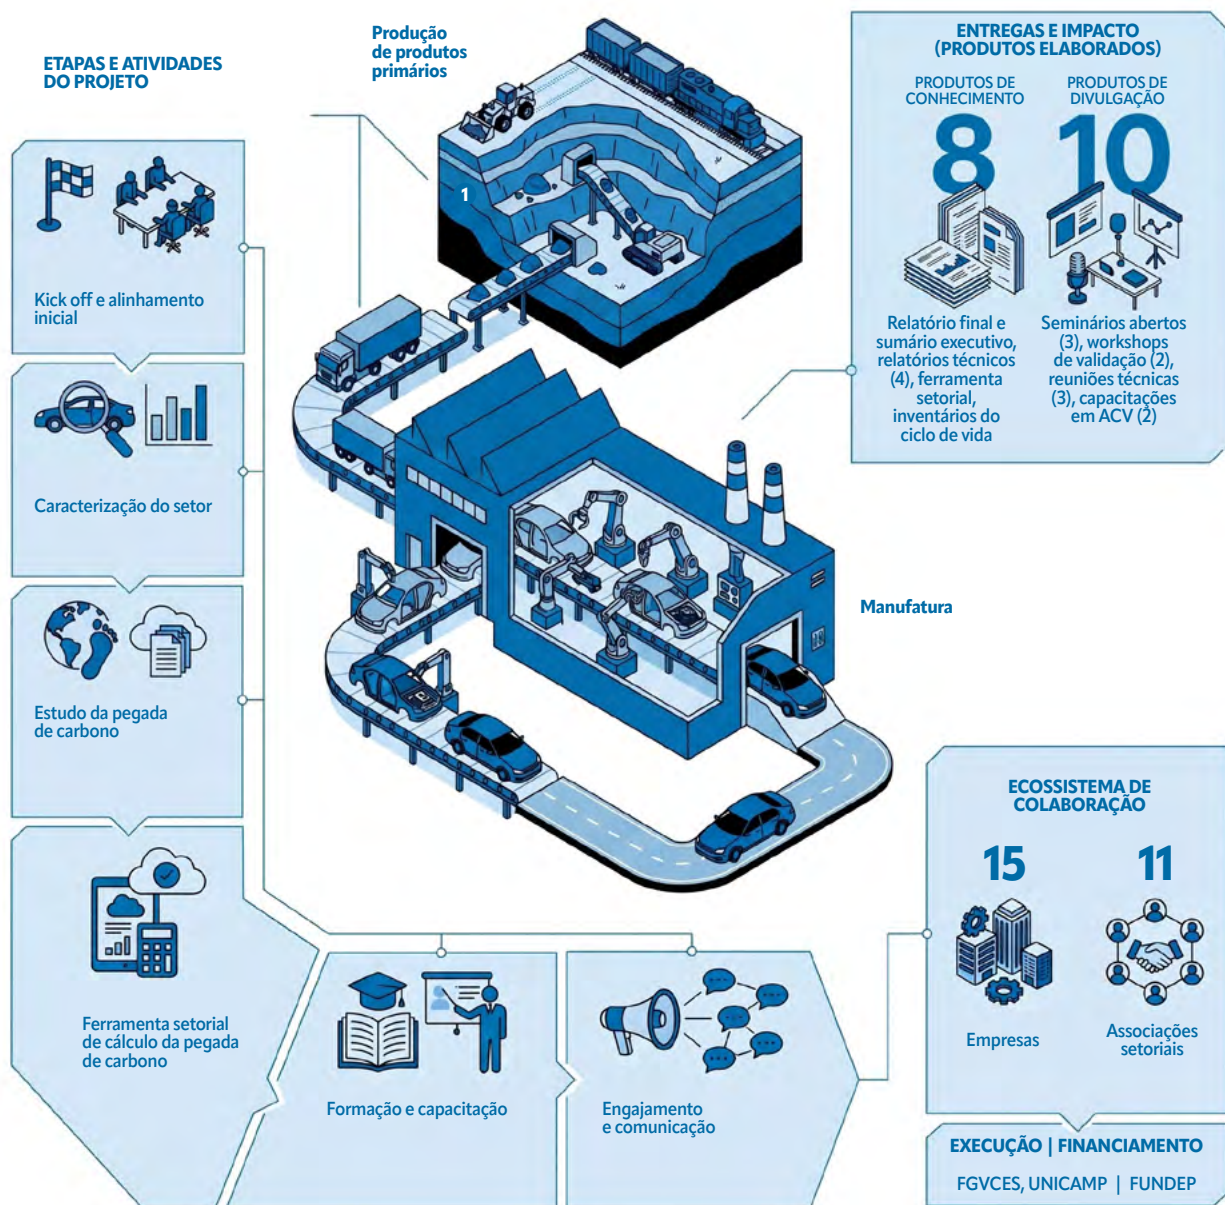 ETAPAS E ATIVIDADES
DO PROJETO
Produção
de produtos
primários
1
ENTREGAS E IMPACTO
(PRODUTOS ELABORADOS)
PRODUTOS DE
CONHECIMENTO
8
Relatório final e
sumário executivo,
relatórios técnicos
(4), ferramenta
setorial,
inventários do
ciclo de vida
PRODUTOS DE
DIVULGAÇÃO
10
Seminários abertos
(3), workshops
de validação (2),
reuniões técnicas
(3), capacitações
em ACV (2)
Kick off e alinhamento
inicial
Caracterização do setor
Estudo da pegada
de carbono
Ferramenta setorial
de cálculo da pegada
de carbono
Formação e capacitação
Engajamento
e comunicação
Manufatura
ECOSSISTEMA DE
COLABORAÇÃO
15
Empresas
11
Associações
setoriais
EXECUÇÃO | FINANCIAMENTO
FGVCES, UNICAMP | FUNDEP